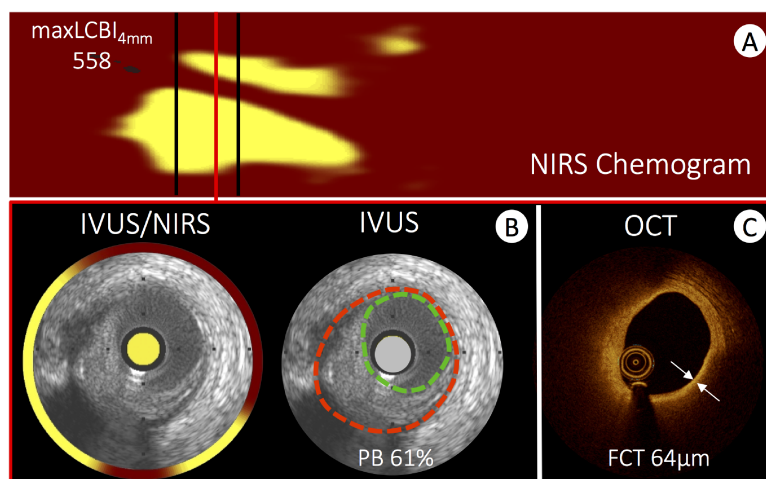 maxLCBI4mm
558
A
NIRS Chemogram
IVUS/NIRS
IVUS
B
OCT
C
PB 61%
FCT 64µm